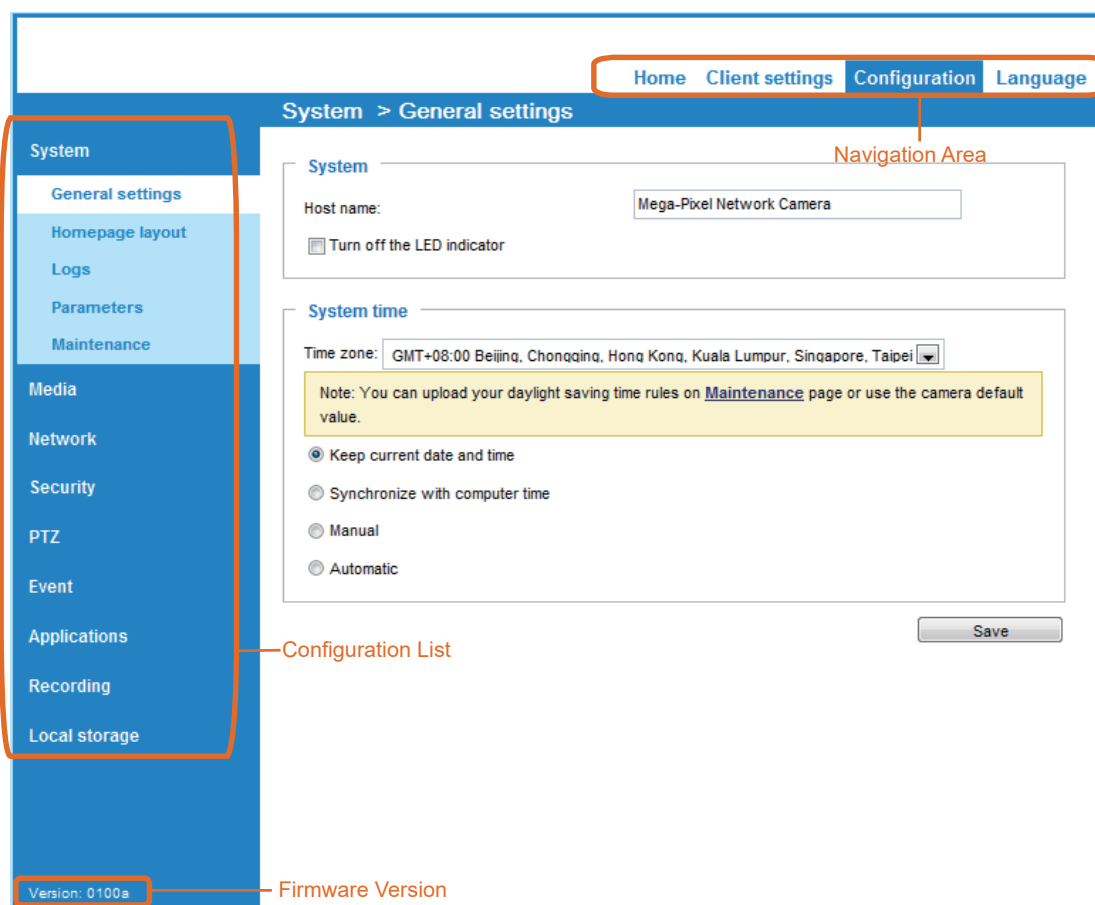 Home Client settings Configuration Language
System > General settings
Navigation Area
System
General settings
Homepage layout
Logs
Parameters
Maintenance
Media
Network
Security
PTZ
Event
Applications
Recording
Local storage
Configuration List
Version: 0100a
Firmware Version
System
Host name: Mega-Pixel Network Camera
Turn off the LED indicator
System time
Time zone: GMT+08:00 Beijing, Chongqing, Hong Kong, Kuala Lumpur, Singapore, Taipei
Note: You can upload your daylight saving time rules on Maintenance page or use the camera default
value.
Keep current date and time
Synchronize with computer time
Manual
Automatic
Save